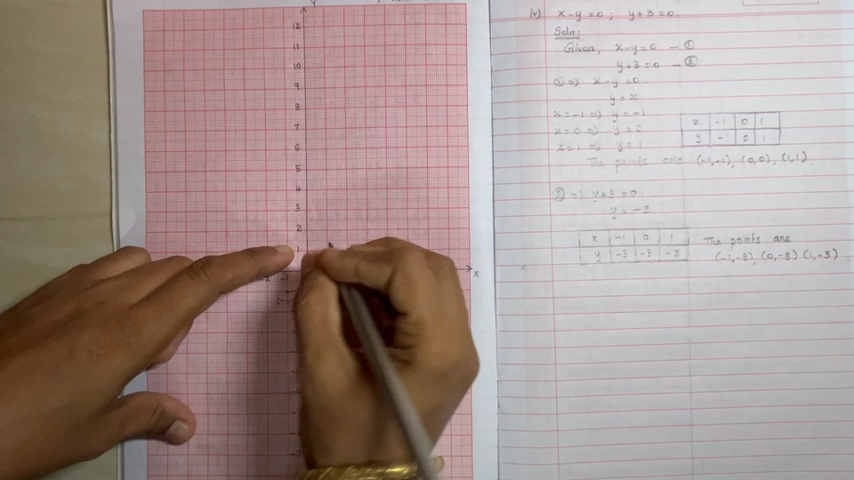 y
12
11
10
9
8
7
6
5
4
3
2
1
-2 -1
x
iv) x-y=0 ; y+3=0
Soln:
Given, x-y=0 — ①
y+3=0 — ②
① => x-y=0
y=x
x=-1 => y=-1
x=0 => y=0
x=1 => y=1
x -1 0 1
y - 0 1
The points are (-1,-1), (0,0), (1,1)
② => y+3=0
y=-3
x -1 0 1
y -3 -3 -3
The points are
(-1,-3), (0,-3) (1,-3)